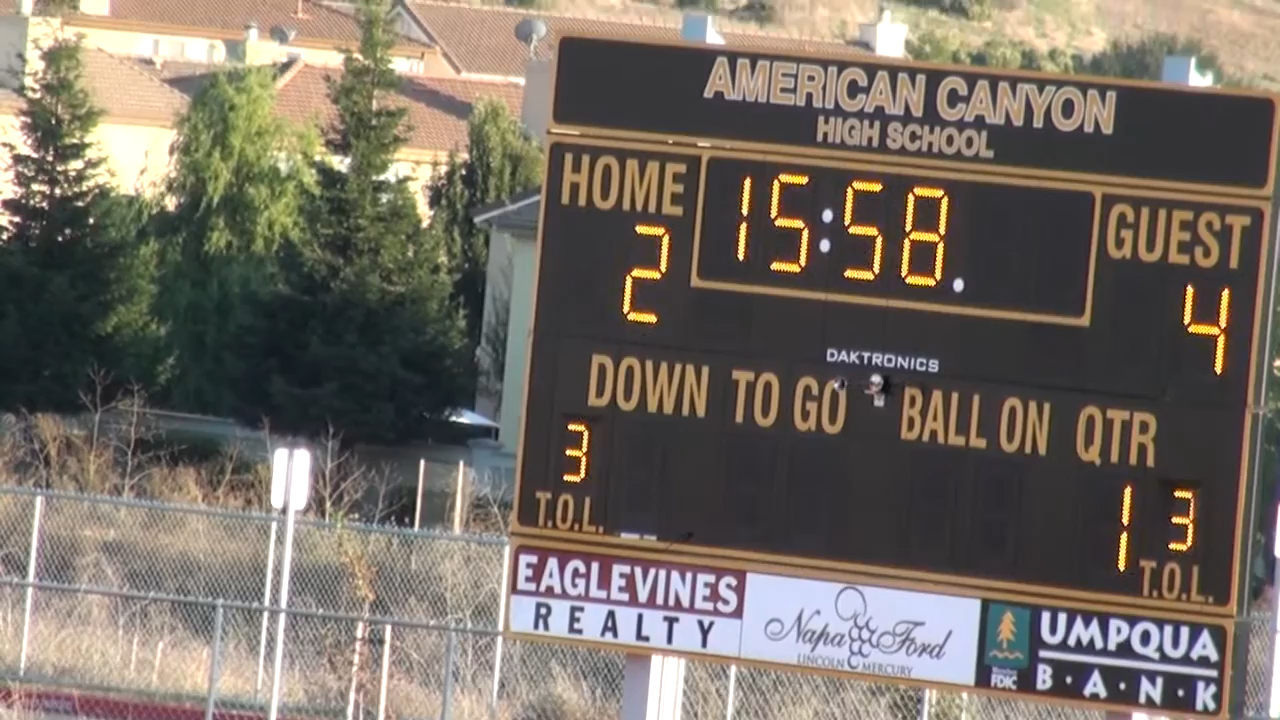 AMERICAN CANYON
HIGH SCHOOL
HOME 15:58. GUEST
2 4
DAKTRONICS
DOWN TO GO BALL ON QTR
3 1 3
T.O.L. T.O.L.
EAGLEVINES
REALTY
Napa Ford
LINCOLN MERCURY
Member
FDIC
UMPQUA
B·A·N·K